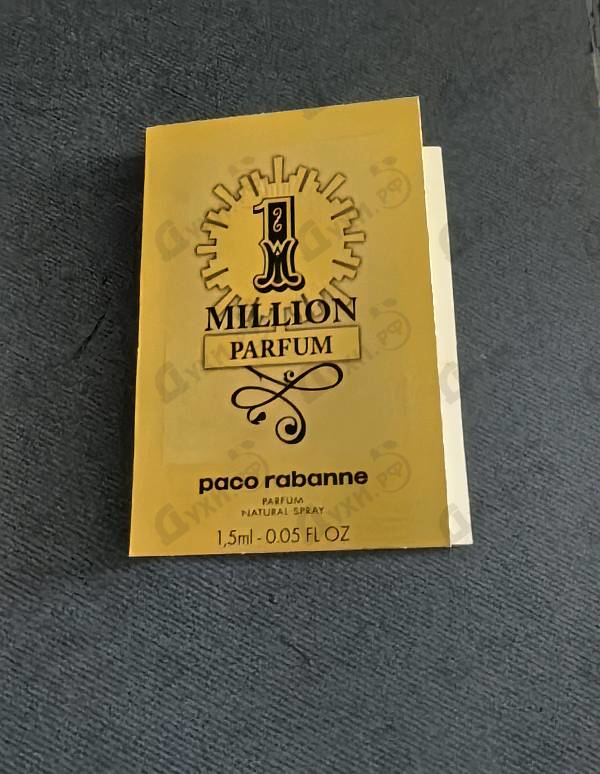 1
MILLION
PARFUM
paco rabanne
PARFUM
NATURAL SPRAY
1,5ml - 0.05 FL OZ